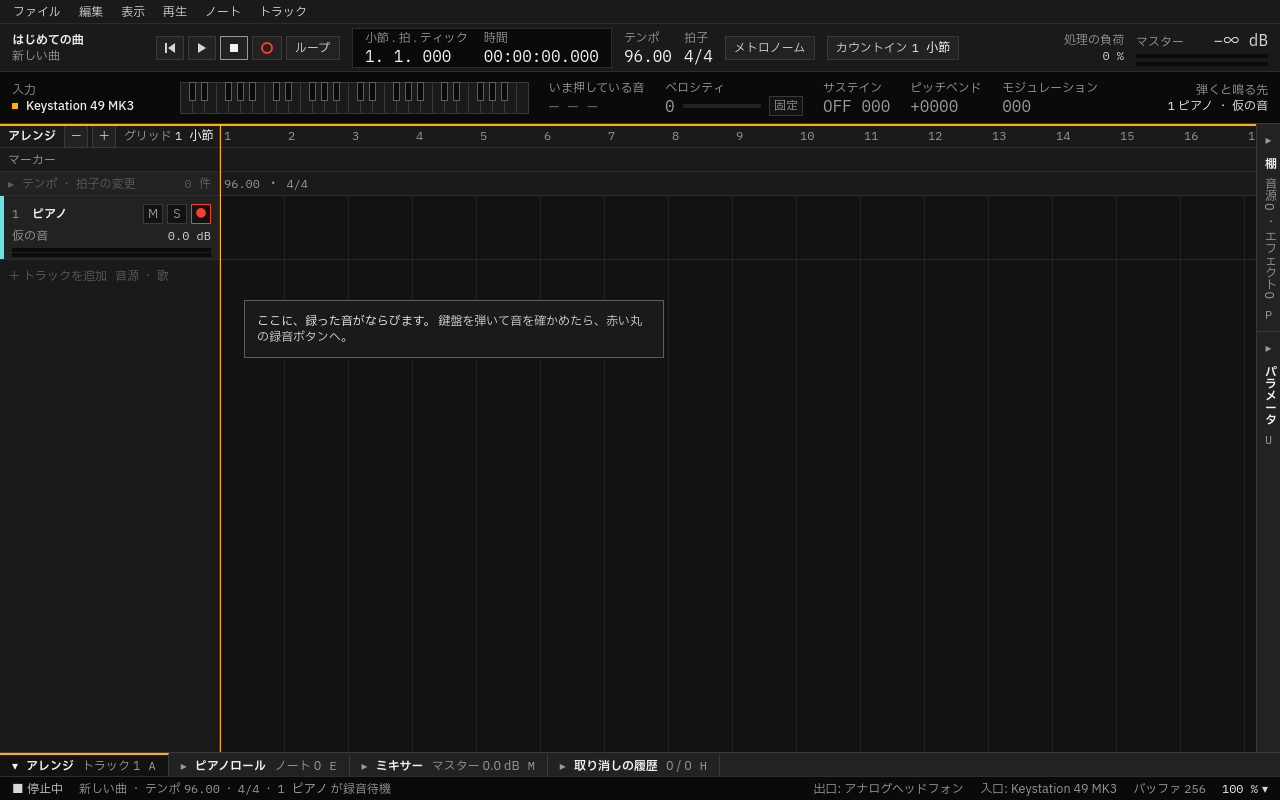 ファイル 編集 表示 再生 ノート トラック
はじめての曲
新しい曲
ループ
小節 . 拍 . ティック 時間
1. 1. 000 00:00:00.000
テンポ 拍子
96.00 4/4
メトロノーム
カウントイン 1 小節
処理の負荷
0 %
マスター −∞ dB
入力
Keystation 49 MK3
いま押している音
— — —
ベロシティ
0 固定
サステイン ピッチベンド モジュレーション
OFF 000 +0000 000
弾くと鳴る先
1 ピアノ · 仮の音
アレンジ − + グリッド 1 小節
1 2 3 4 5 6 7 8 9 10 11 12 13 14 15 16 1
マーカー
▸ テンポ · 拍子の変更 0 件
96.00 · 4/4
1 ピアノ M S
仮の音 0.0 dB
+ トラックを追加 音源 · 歌
ここに、録った音がならびます。 鍵盤を弾いて音を確かめたら、赤い丸
の録音ボタンへ。
▸ 棚 音源 0 · エフェクト 0 P
▸ パラメータ U
▾ アレンジ トラック 1 A
▸ ピアノロール ノート 0 E
▸ ミキサー マスター 0.0 dB M
▸ 取り消しの履歴 0 / 0 H
停止中 新しい曲 · テンポ 96.00 · 4/4 · 1 ピアノ が録音待機
出口: アナログヘッドフォン 入口: Keystation 49 MK3 バッファ 256 100 % ▾